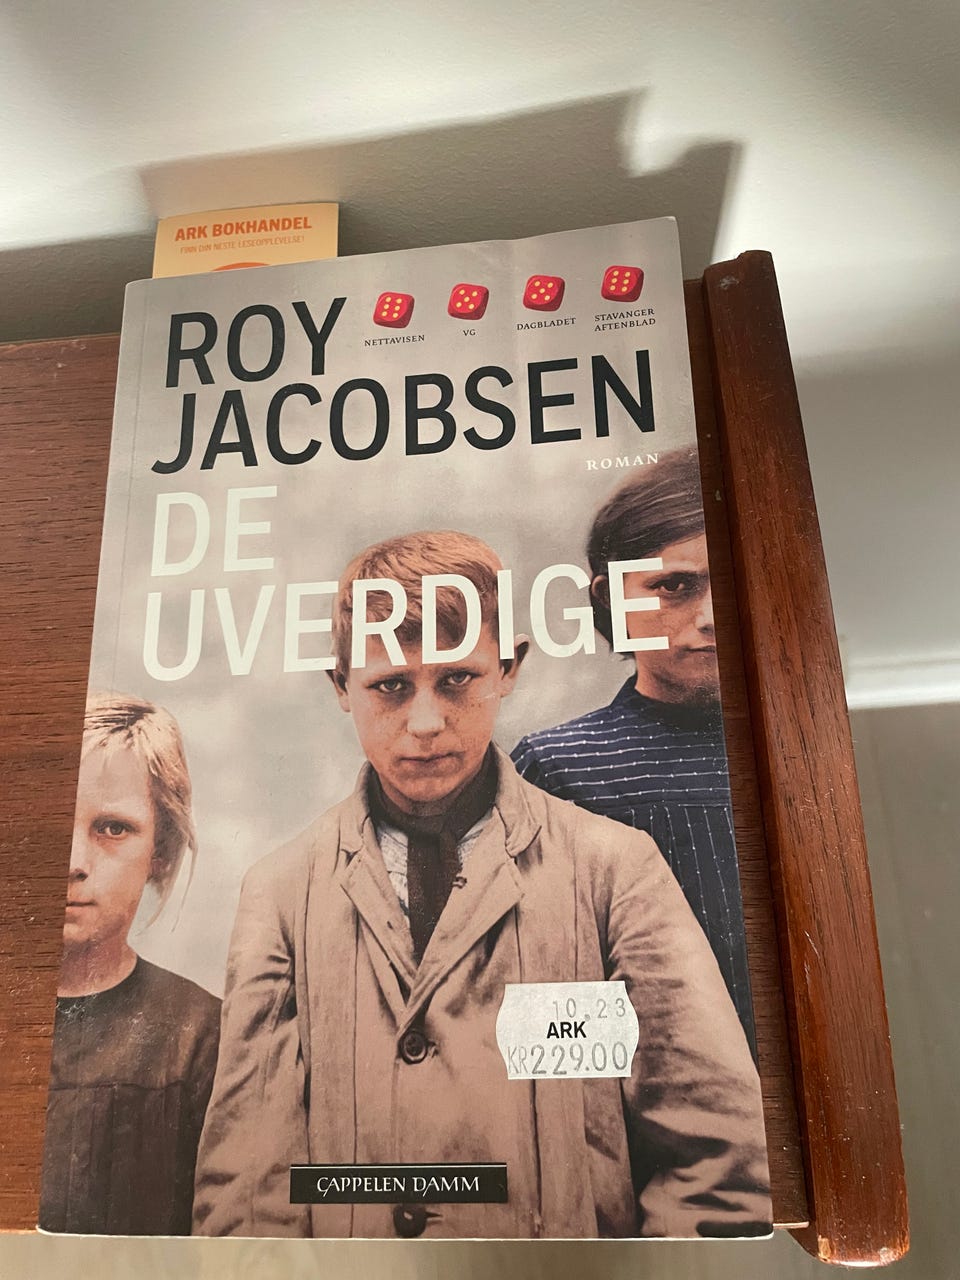 ARK BOKHANDEL
FINN DIN NESTE LESEOPPLEVELSE!
ROY
JACOBSEN
NETTAVISEN
VG
DAGBLADET
STAVANGER
AFTENBLAD
ROMAN
DE
UVERDIGE
10.23
ARK
KR229.00
CAPPELEN DAMM